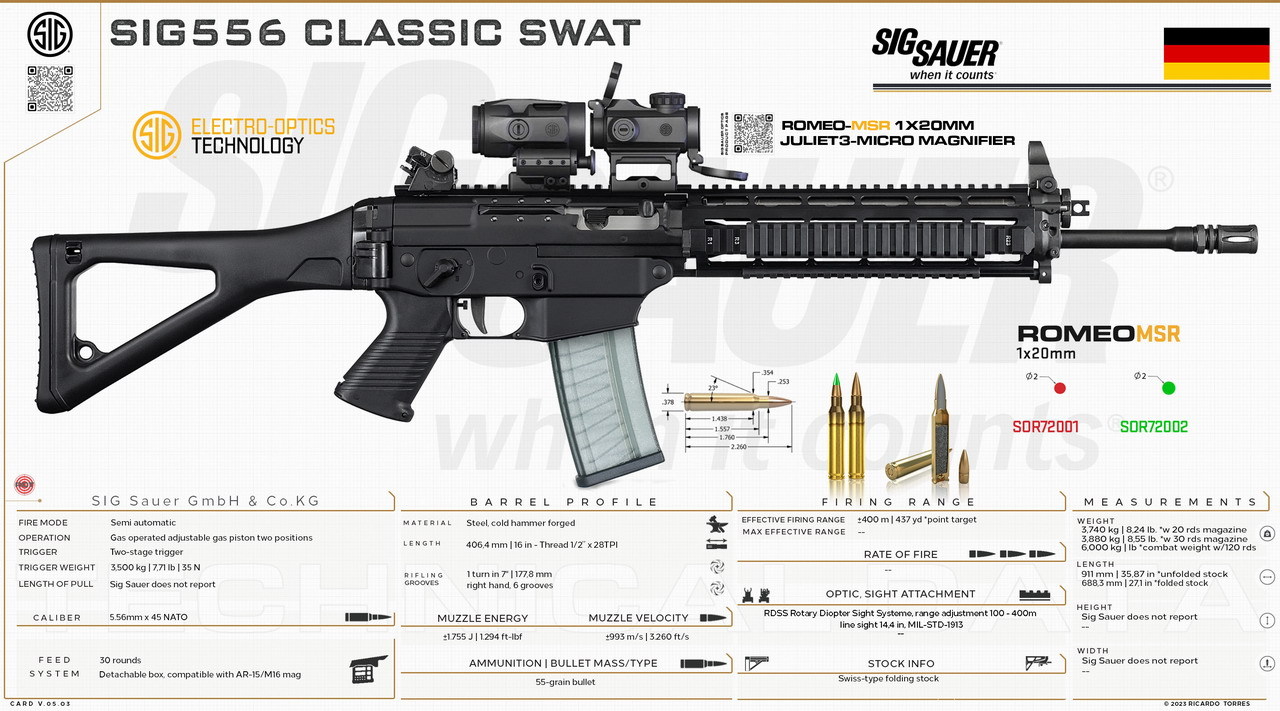 SIG
SIG556 CLASSIC SWAT
SIG SAUER
when it counts
SIG
ELECTRO-OPTICS
TECHNOLOGY
ROMEO-MSR 1X20MM
JULIET3-MICRO MAGNIFIER
SIG SAUER®
when it counts®
ROMEOMSR
1x20mm
Ø2
Ø2
SOR72001
SOR72002
.354
23°
.253
.378
1.438
1.557
1.760
2.260
SIG Sauer GmbH & Co.KG
FIRE MODE Semi automatic
OPERATION Gas operated adjustable gas piston two positions
TRIGGER Two-stage trigger
TRIGGER WEIGHT 3,500 kg | 7,71 lb | 35 N
LENGTH OF PULL Sig Sauer does not report
CALIBER 5.56mm x 45 NATO
FEED
SYSTEM
30 rounds
Detachable box, compatible with AR-15/M16 mag
BARREL PROFILE
MATERIAL Steel, cold hammer forged
LENGTH 406,4 mm | 16 in - Thread 1/2" x 28TPI
RIFLING
GROOVES
1 turn in 7" | 177,8 mm
right hand, 6 grooves
MUZZLE ENERGY
±1.755 J | 1.294 ft-lbf
MUZZLE VELOCITY
±993 m/s | 3.260 ft/s
AMMUNITION | BULLET MASS/TYPE
55-grain bullet
FIRING RANGE
EFFECTIVE FIRING RANGE ±400 m | 437 yd *point target
MAX EFFECTIVE RANGE --
RATE OF FIRE
--
OPTIC, SIGHT ATTACHMENT
RDSS Rotary Diopter Sight Systeme, range adjustment 100 - 400m
line sight 14,4 in, MIL-STD-1913
--
STOCK INFO
Swiss-type folding stock
MEASUREMENTS
WEIGHT
3,740 kg | 8,24 lb. *w 20 rds magazine
3,880 kg | 8,55 lb. *w 30 rds magazine
6,000 kg | lb *combat weight w/120 rds
LENGTH
911 mm | 35,87 in *unfolded stock
688,3 mm | 27,1 in *folded stock
HEIGHT
Sig Sauer does not report
--
WIDTH
Sig Sauer does not report
--
TECHNICAL DATA
CARD V.05.03
© 2023 RICARDO TORRES